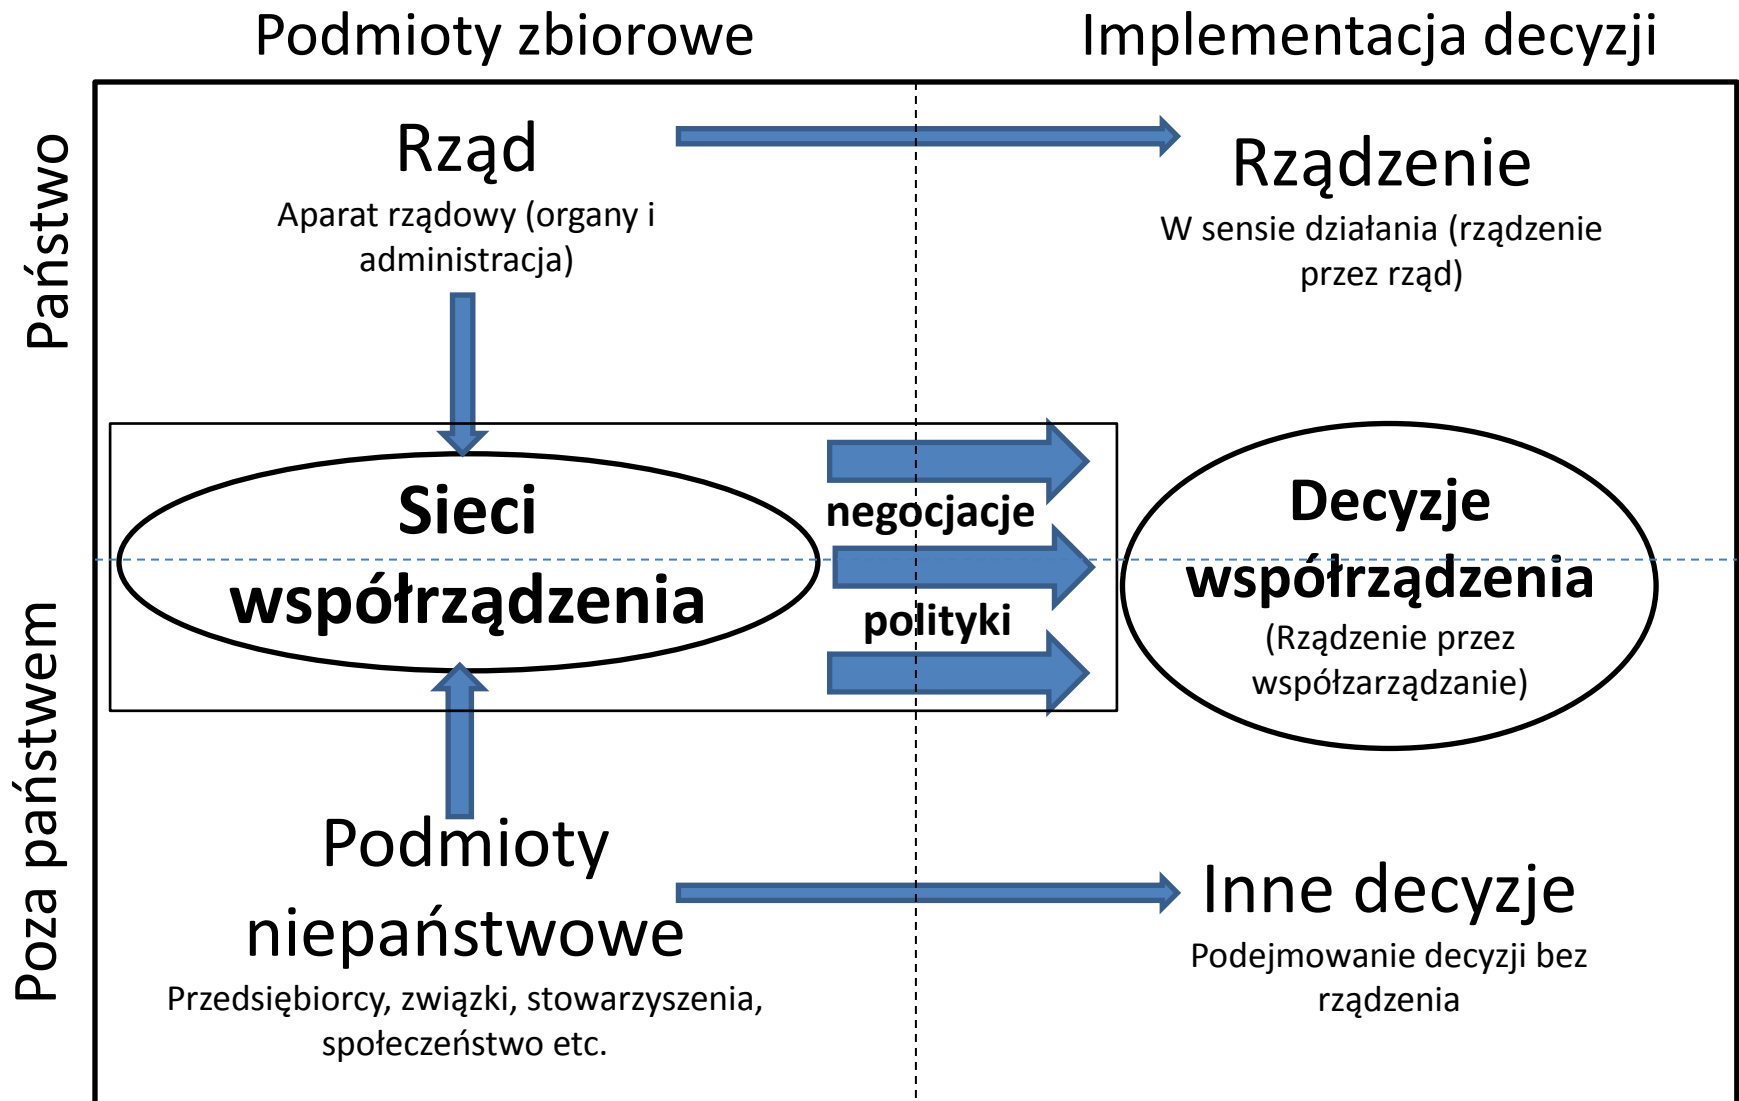 Podmioty zbiorowe
Implementacja decyzji
Państwo
Rząd
Aparat rządowy (organy i
administracja)
Rządzenie
W sensie działania (rządzenie
przez rząd)
Sieci
współrządzenia
negocjacje
polityki
Decyzje
współrządzenia
(Rządzenie przez
współzarządzanie)
Poza państwem
Podmioty
niepaństwowe
Przedsiębiorcy, związki, stowarzyszenia,
społeczeństwo etc.
Inne decyzje
Podejmowanie decyzji bez
rządzenia